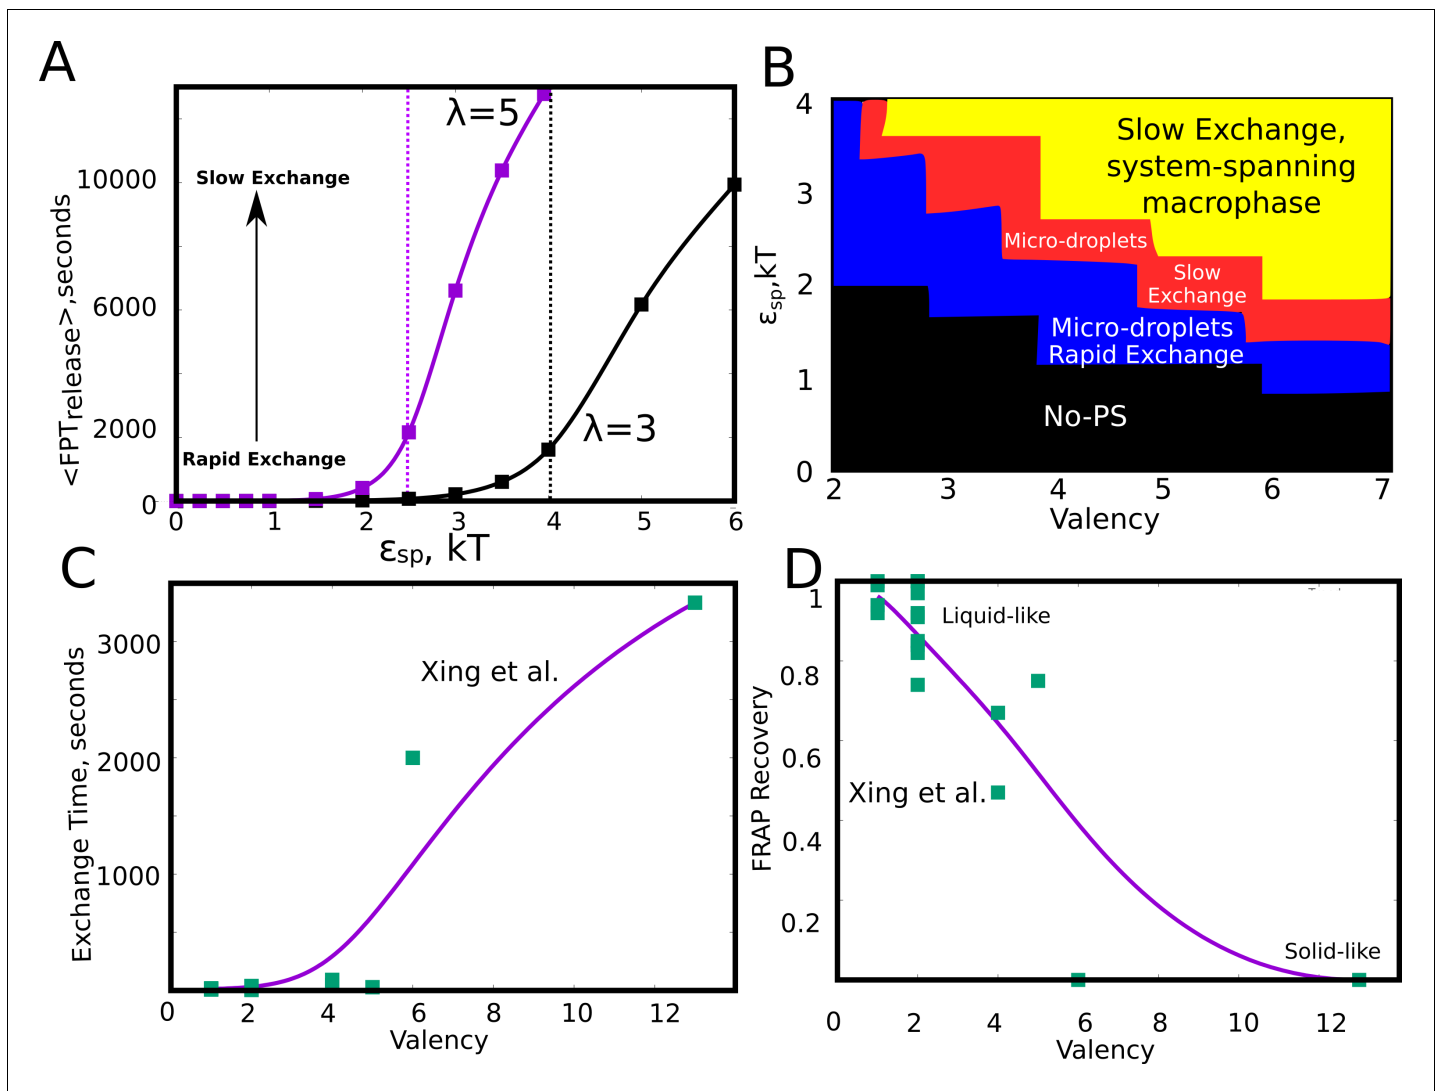 A
<FPTrelease>,seconds
10000
6000
2000
0
Slow Exchange
Rapid Exchange
λ=5
λ=3
0 1 2 3 4 5 6
εsp, kT
B
εsp,kT
4
3
2
1
0
Slow Exchange,
system-spanning
macrophase
Micro-droplets
Slow
Exchange
Micro-droplets
Rapid Exchange
No-PS
2 3 4 5 6 7
Valency
C
Exchange Time, seconds
3000
2000
1000
Xing et al.
0 2 4 6 8 10 12
Valency
D
FRAP Recovery
1
0.8
0.6
0.4
0.2
Liquid-like
Xing et al.
Solid-like
0 2 4 6 8 10 12
Valency